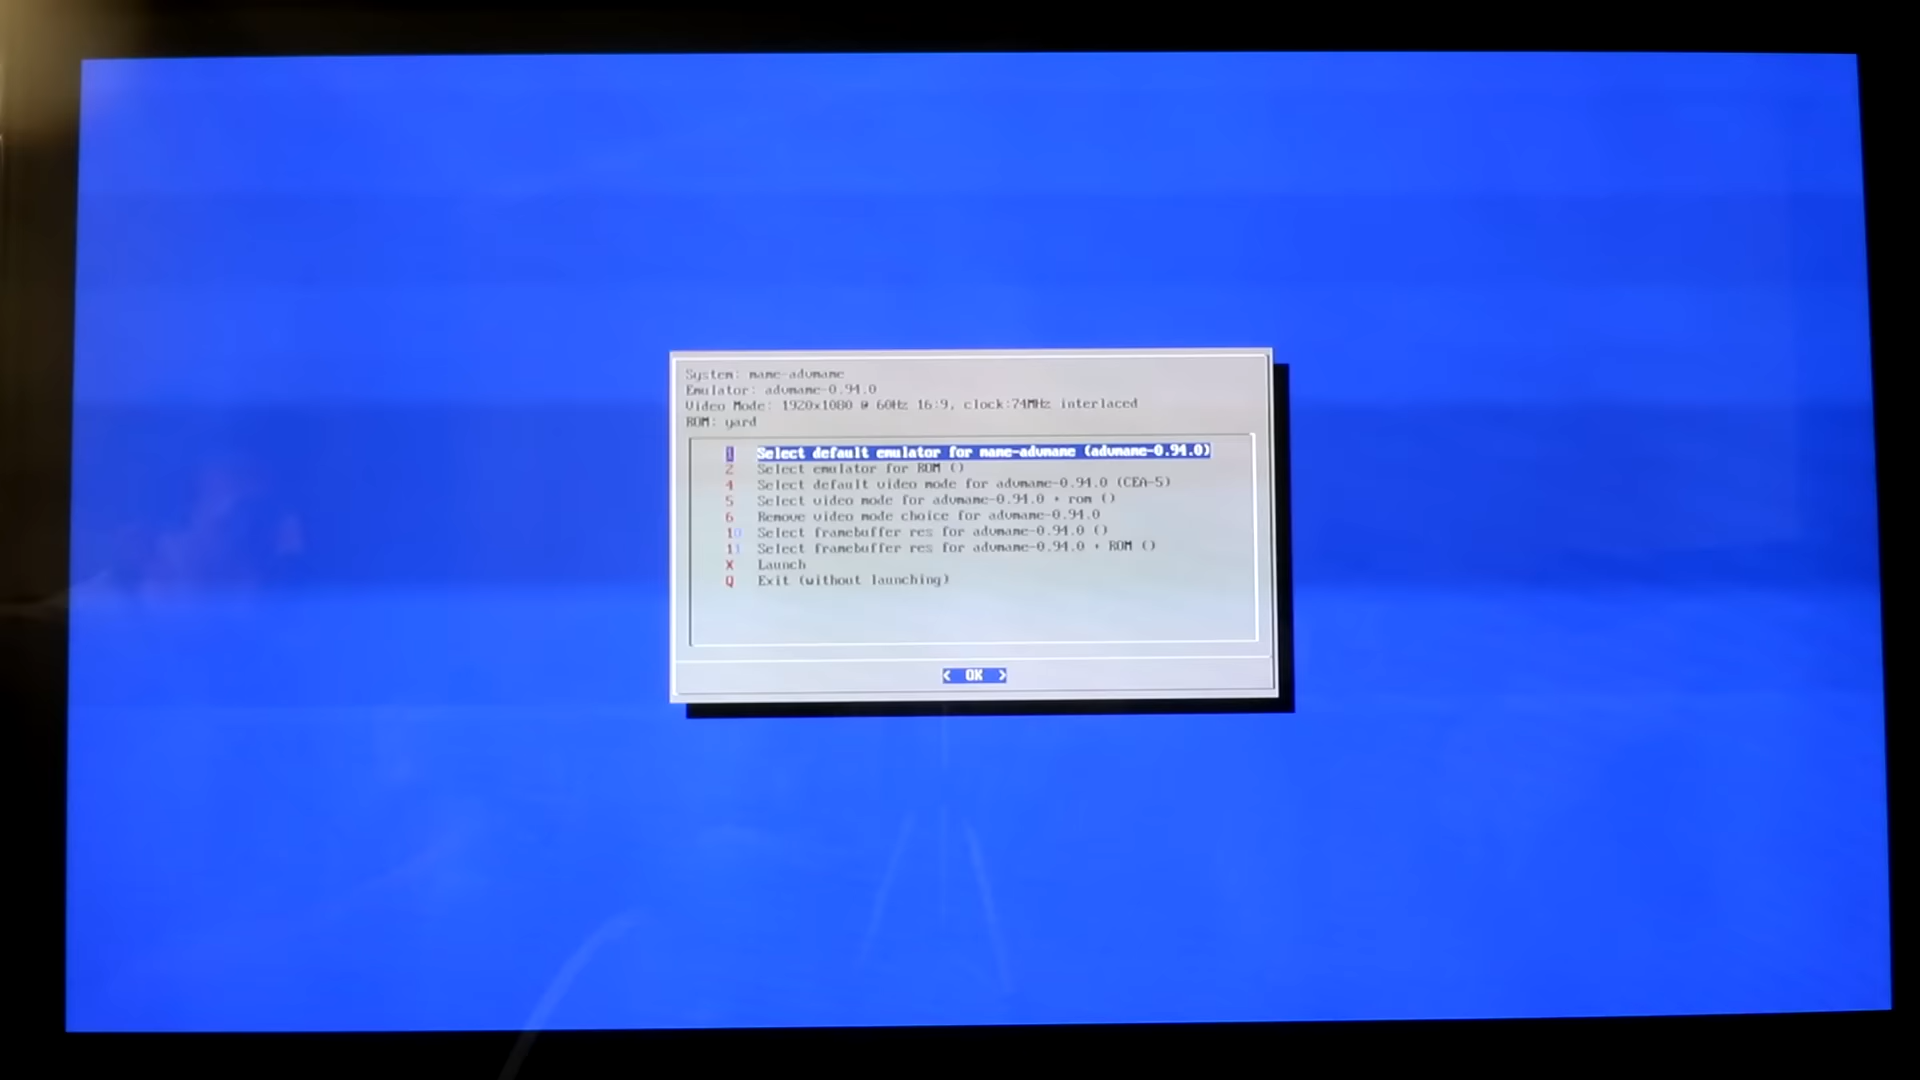 System: mame-advmame
Emulator: advmame-0.94.0
Video Mode: 1920x1080 @ 60Hz 16:9, clock:74MHz interlaced
ROM: yard
1 Select default emulator for mame-advmame (advmame-0.94.0)
2 Select emulator for ROM ()
4 Select default video mode for advmame-0.94.0 (CEA-5)
5 Select video mode for advmame-0.94.0 + rom ()
6 Remove video mode choice for advmame-0.94.0
10 Select framebuffer res for advmame-0.94.0 ()
11 Select framebuffer res for advmame-0.94.0 + ROM ()
X Launch
Q Exit (without launching)
< OK >